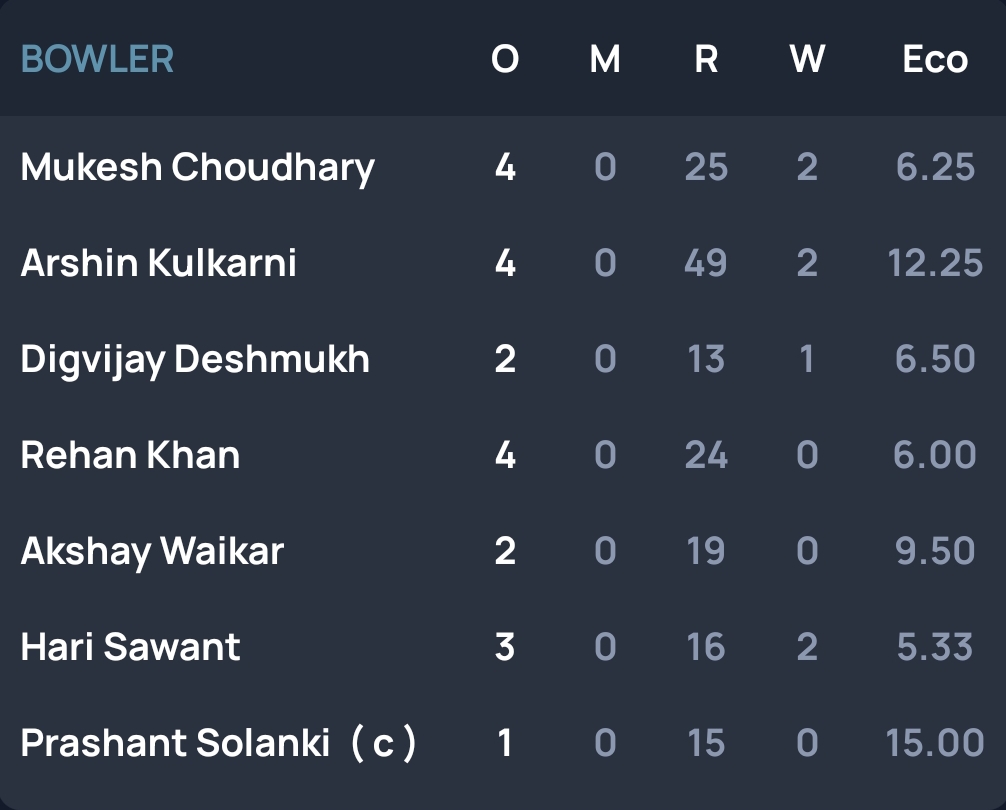 BOWLER O M R W Eco
Mukesh Choudhary 4 0 25 2 6.25
Arshin Kulkarni 4 0 49 2 12.25
Digvijay Deshmukh 2 0 13 1 6.50
Rehan Khan 4 0 24 0 6.00
Akshay Waikar 2 0 19 0 9.50
Hari Sawant 3 0 16 2 5.33
Prashant Solanki ( c ) 1 0 15 0 15.00